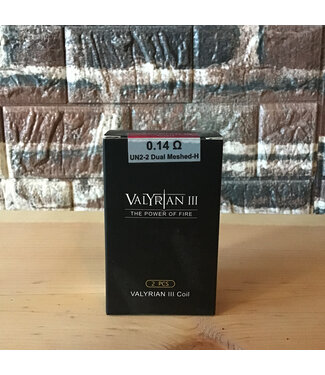 0.14 Ω
UN2-2 Dual Meshed-H
VALYRIAN III
THE POWER OF FIRE
2 PCS
VALYRIAN III Coil